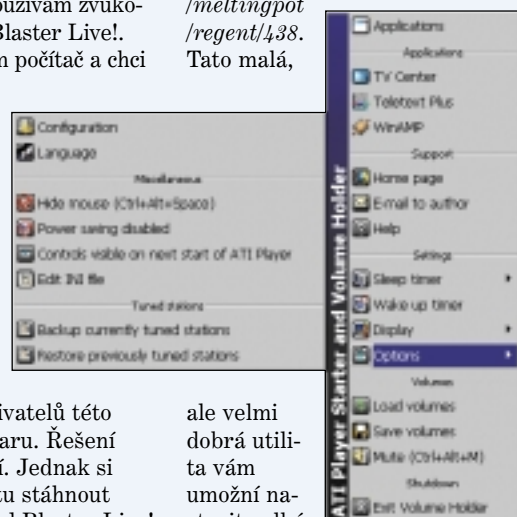 oužívám zvuko-
Blaster Live!.
n počítač a chci
/meltingpot
/regent/438.
Tato malá,
Configuration
Language
Miscellaneous
Hide mouse (Ctrl+Alt+Space)
Power saving disabled
Controls visible on next start of ATI Player
Edit INI file
Tuned stations
Backup currently tuned stations
Restore previously tuned stations
ATI Player Starter and Volume Holder
Applications
Applications
TV Center
Teletext Plus
WinAMP
Support
Home page
E-mail to author
Help
Settings
Sleep timer
Wake up timer
Display
Options
Volumes
Load volumes
Save volumes
Mute (Ctrl+Alt+M)
Shutdown
Exit Volume Holder
ivatelů této
aru. Řešení
í. Jednak si
tu stáhnout
ale velmi
dobrá utili-
ta vám
umožní na-